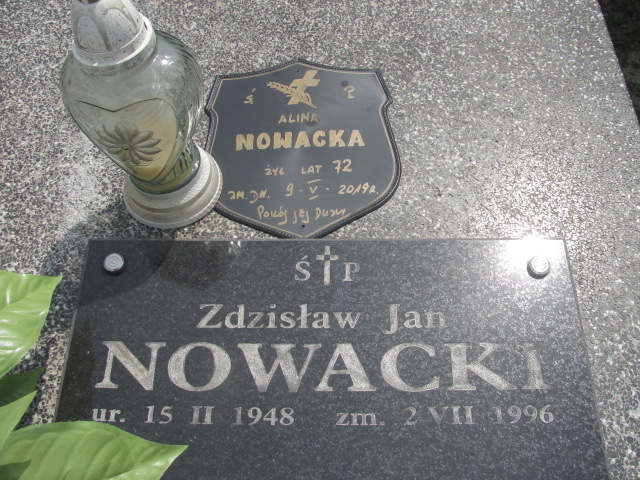 Ś P
ALINA
NOWACKA
ŻYŁ LAT 72
ZM. DN. 9·V·2019R.
Pokój jej Duszy
Ś P
Zdzisław Jan
NOWACKI
ur. 15 II 1948 zm. 2 VII 1996